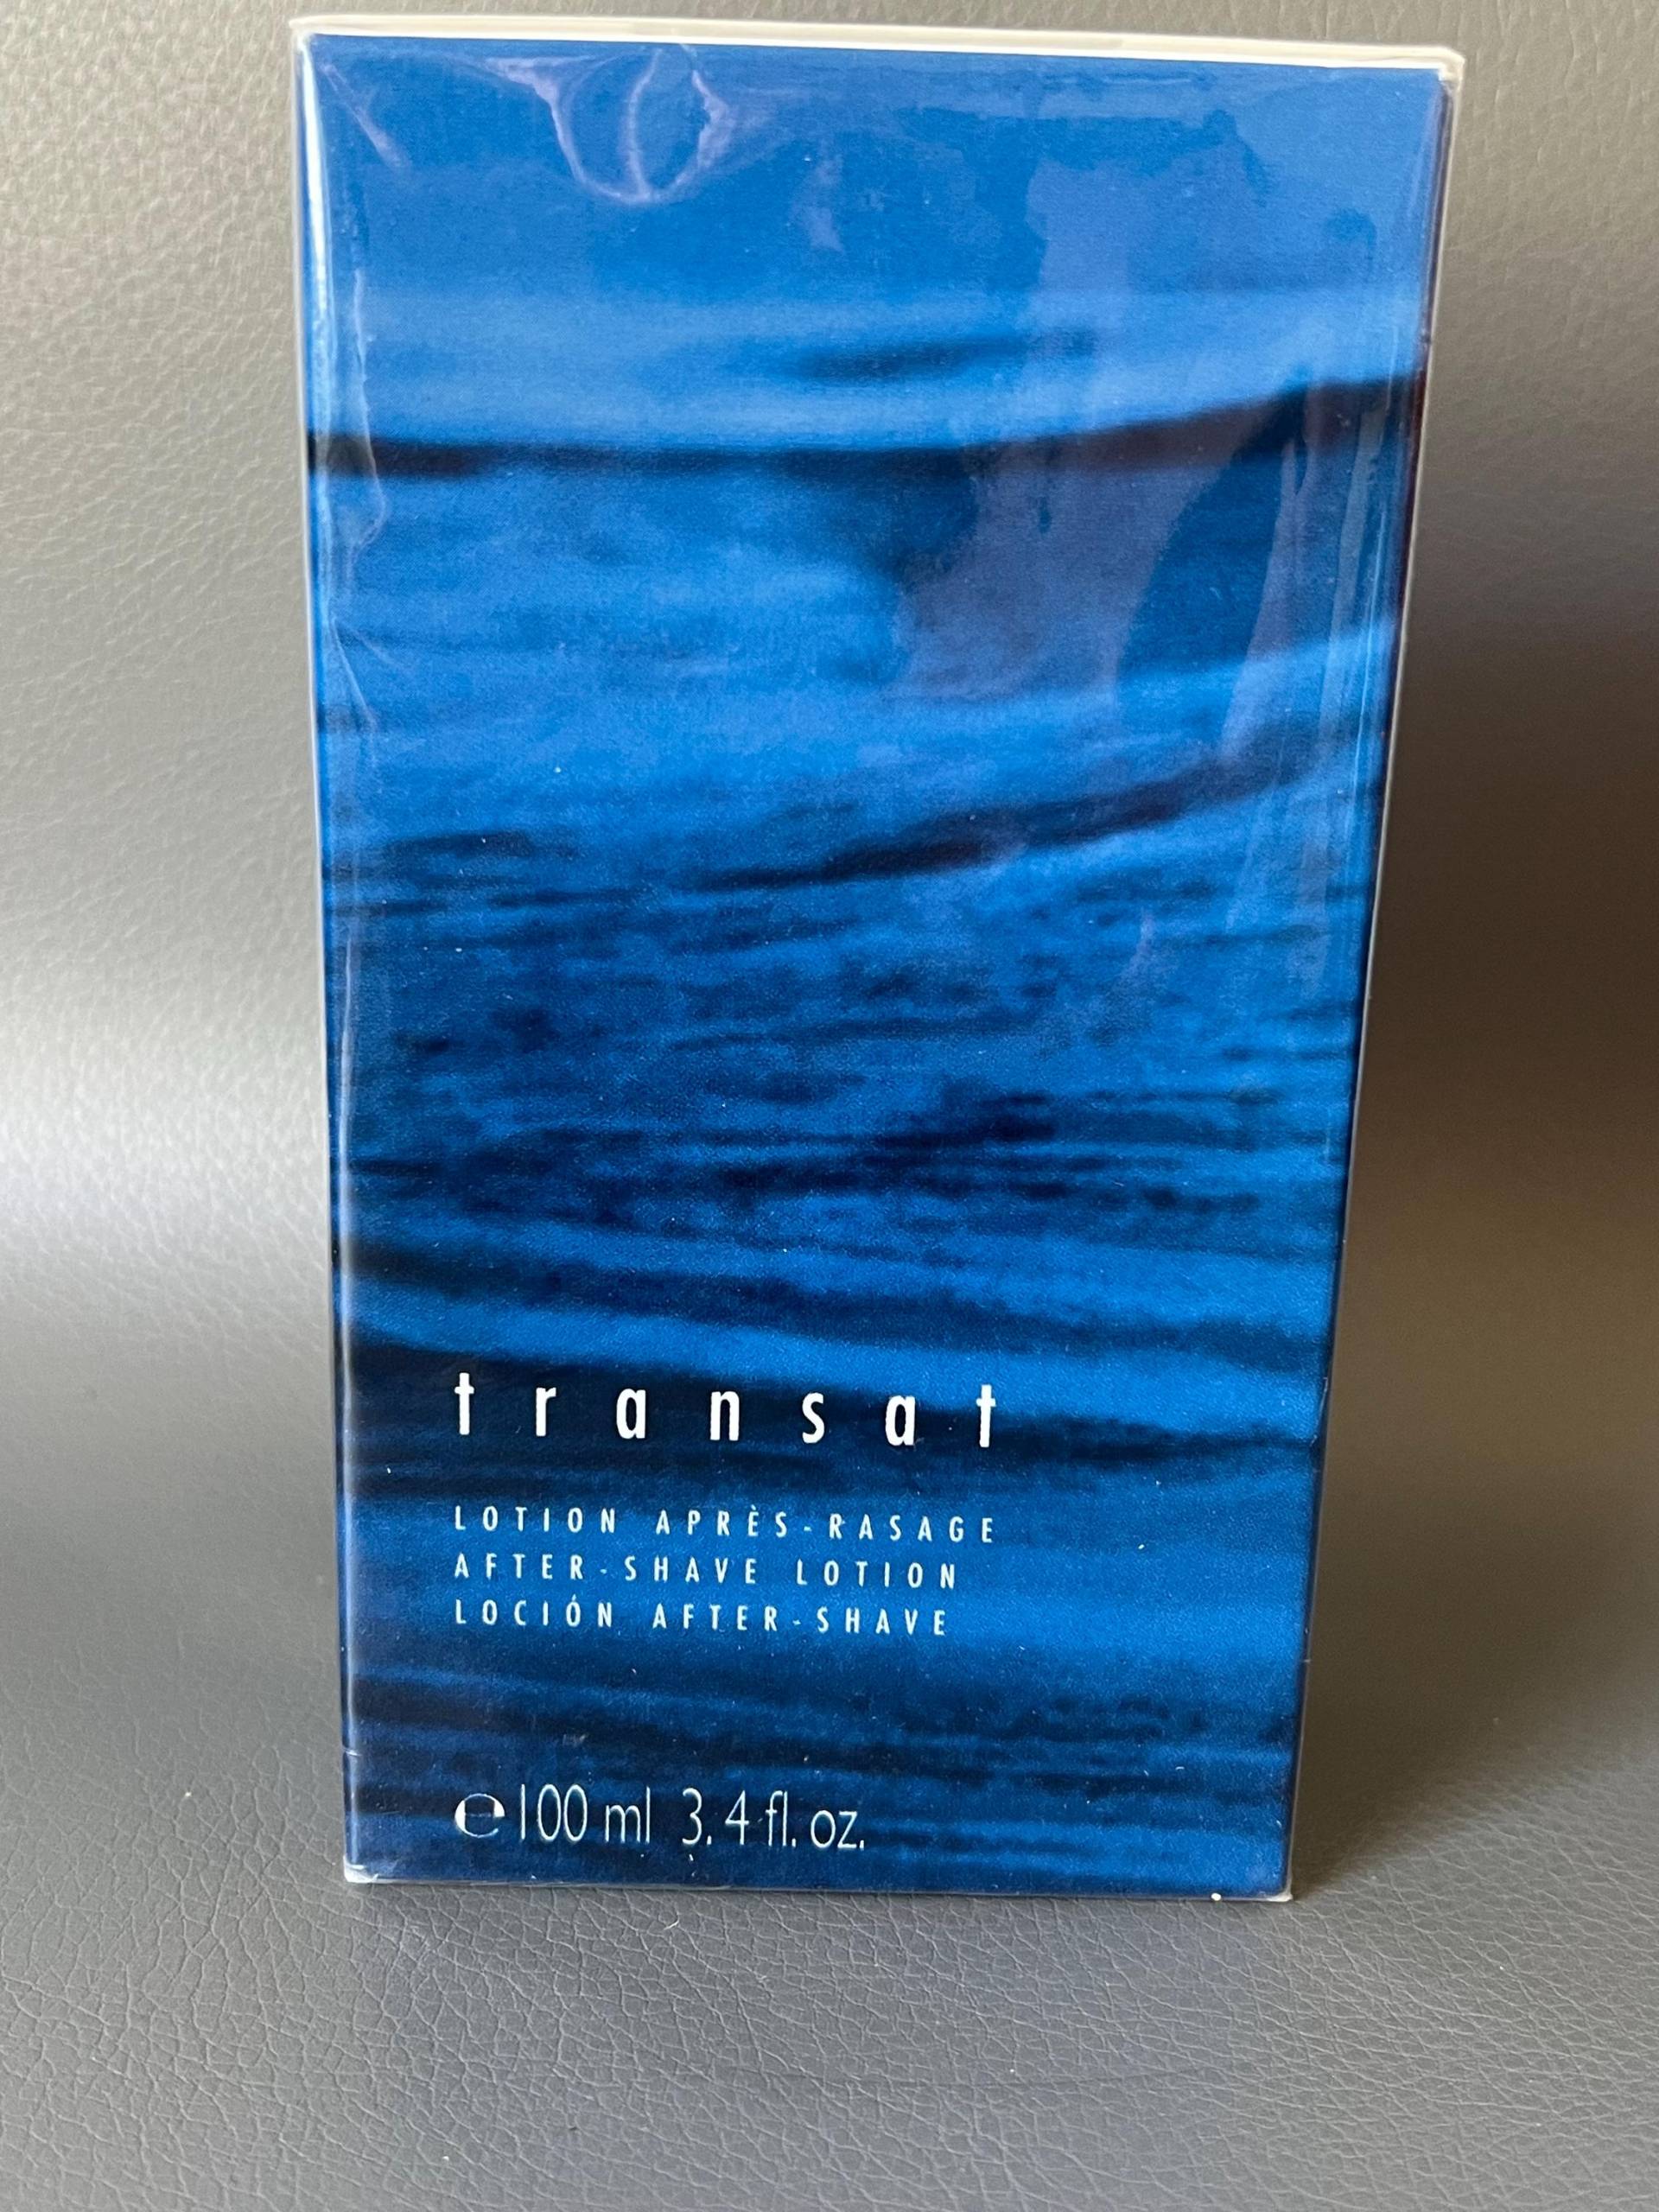 transat
LOTION APRÈS-RASAGE
AFTER-SHAVE LOTION
LOCIÓN AFTER-SHAVE
℮100 ml 3.4 fl. oz.